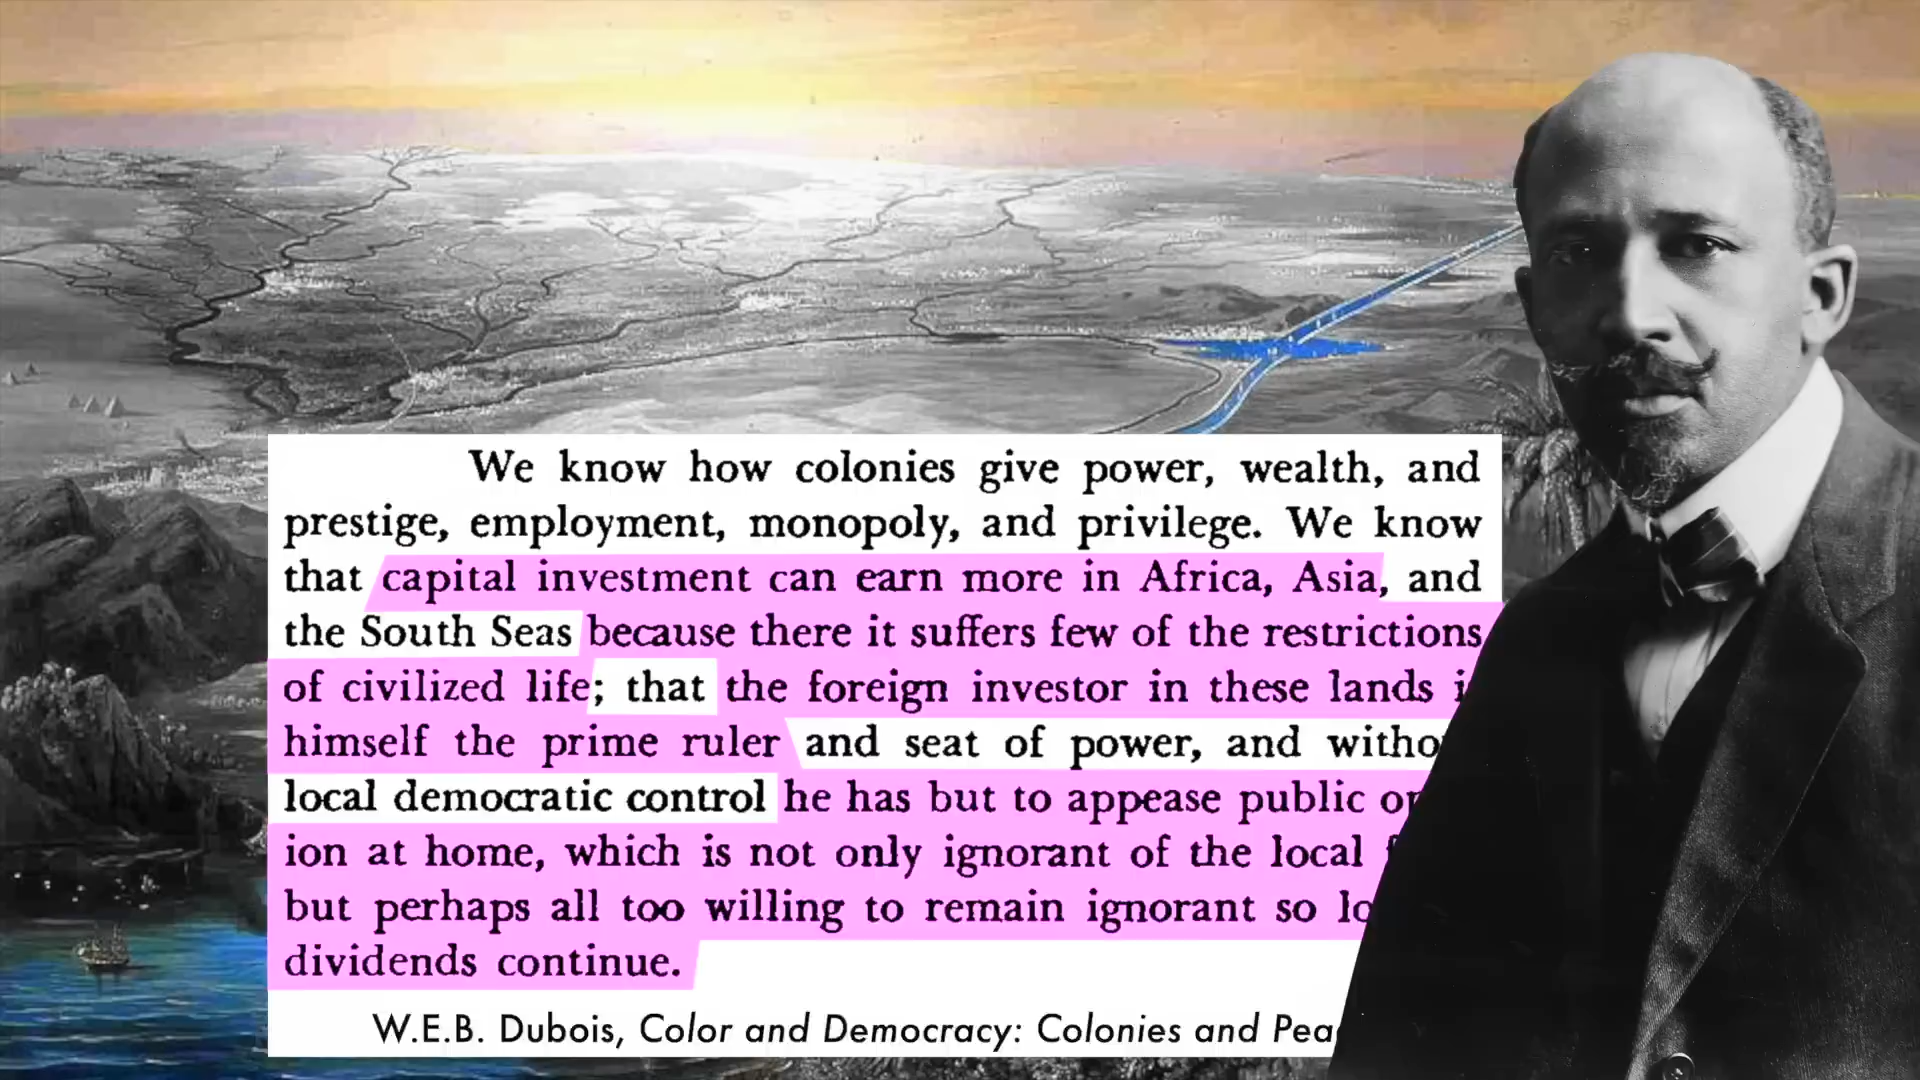 We know how colonies give power, wealth, and
prestige, employment, monopoly, and privilege. We know
that capital investment can earn more in Africa, Asia, and
the South Seas because there it suffers few of the restrictions
of civilized life; that the foreign investor in these lands
himself the prime ruler and seat of power, and
local democratic control he has but to appease public
ion at home, which is not only ignorant of the local
but perhaps all too willing to remain ignorant so
dividends continue.
W.E.B. Dubois, Color and Democracy: Colonies and